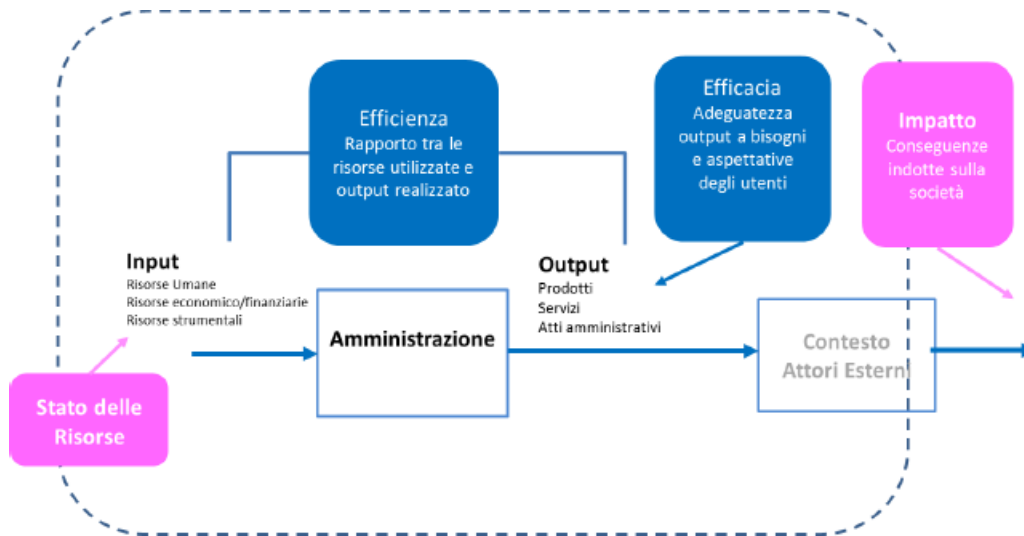 Efficienza
Rapporto tra le
risorse utilizzate e
output realizzato
Efficacia
Adeguatezza
output a bisogni
e aspettative
degli utenti
Impatto
Conseguenze
indotte sulla
società
Input
Risorse Umane
Risorse economico/finanziarie
Risorse strumentali
Output
Prodotti
Servizi
Atti amministrativi
Amministrazione
Contesto
Attori Esterni
Stato delle
Risorse